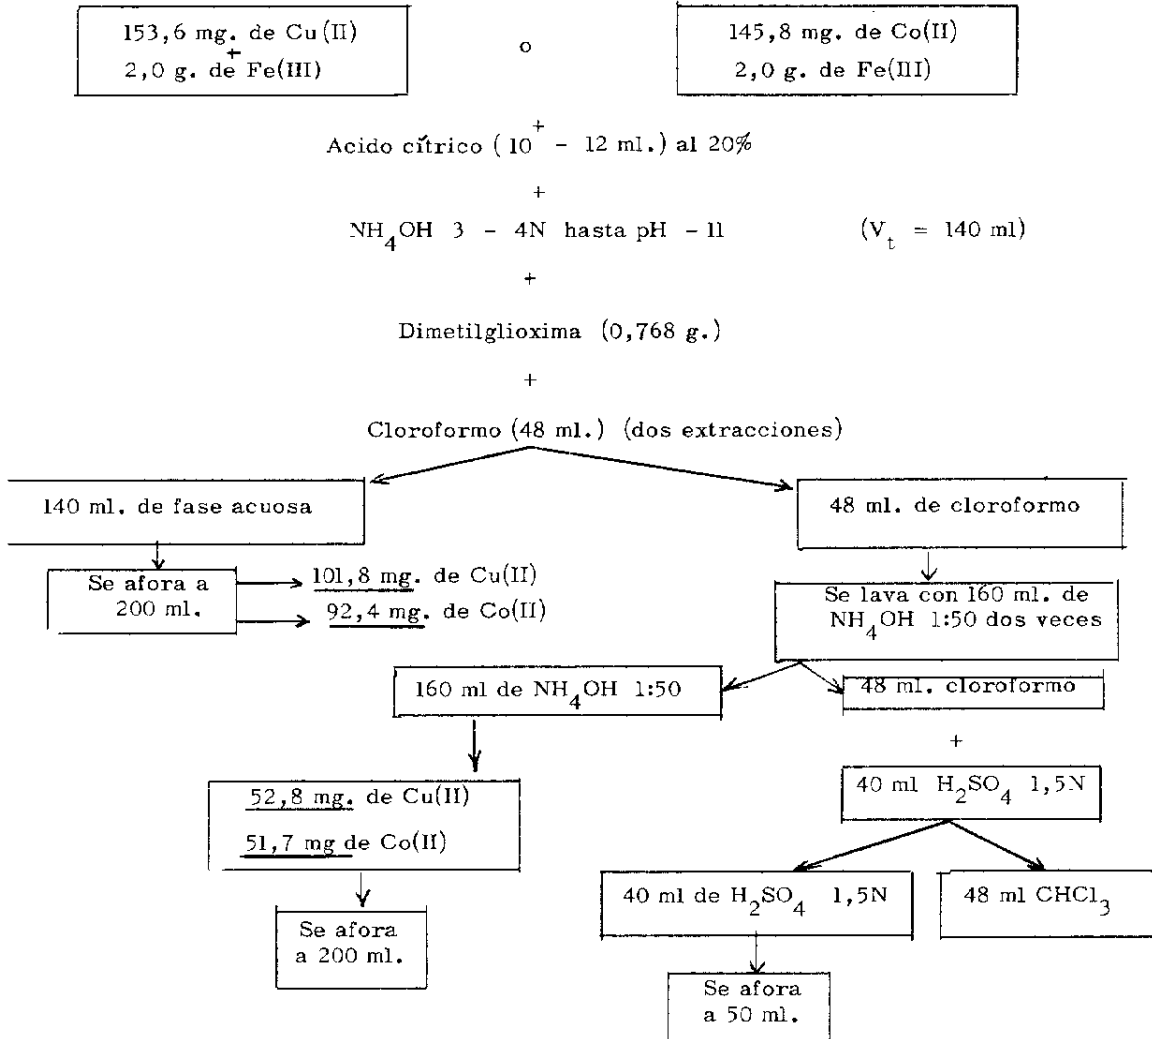 153,6 mg. de Cu(II)
+
2,0 g. de Fe(III)
o
145,8 mg. de Co(II)
2,0 g. de Fe(III)
Acido cítrico (10 + - 12 ml.) al 20%
+
NH4OH 3 - 4N hasta pH - 11 (Vt = 140 ml)
+
Dimetilglioxima (0,768 g.)
+
Cloroformo (48 ml.) (dos extracciones)
140 ml. de fase acuosa
48 ml. de cloroformo
Se afora a
200 ml.
101,8 mg. de Cu(II)
92,4 mg. de Co(II)
Se lava con 160 ml. de
NH4OH 1:50 dos veces
160 ml de NH4OH 1:50
48 ml. cloroformo
+
40 ml H2SO4 1,5N
52,8 mg. de Cu(II)
51,7 mg de Co(II)
40 ml de H2SO4 1,5N
48 ml CHCl3
Se afora
a 200 ml.
Se afora
a 50 ml.